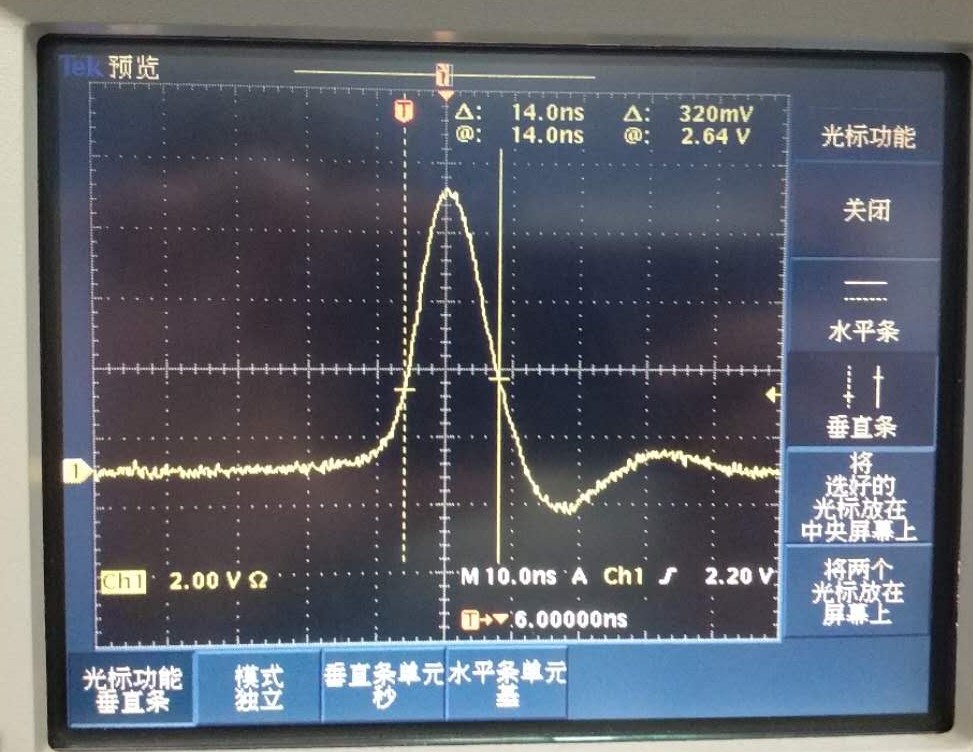 Tek 预览
T
T
Δ: 14.0ns Δ: 320mV
@: 14.0ns @: 2.64 V
光标功能
关闭
水平条
垂直条
将
选好的
光标放在
中央屏幕上
将两个
光标放在
屏幕上
1
Ch1 2.00 V Ω M 10.0ns A Ch1 2.20 V
T 6.00000ns
光标功能
垂直条
模式
独立
垂直条单元
秒
水平条单元
基